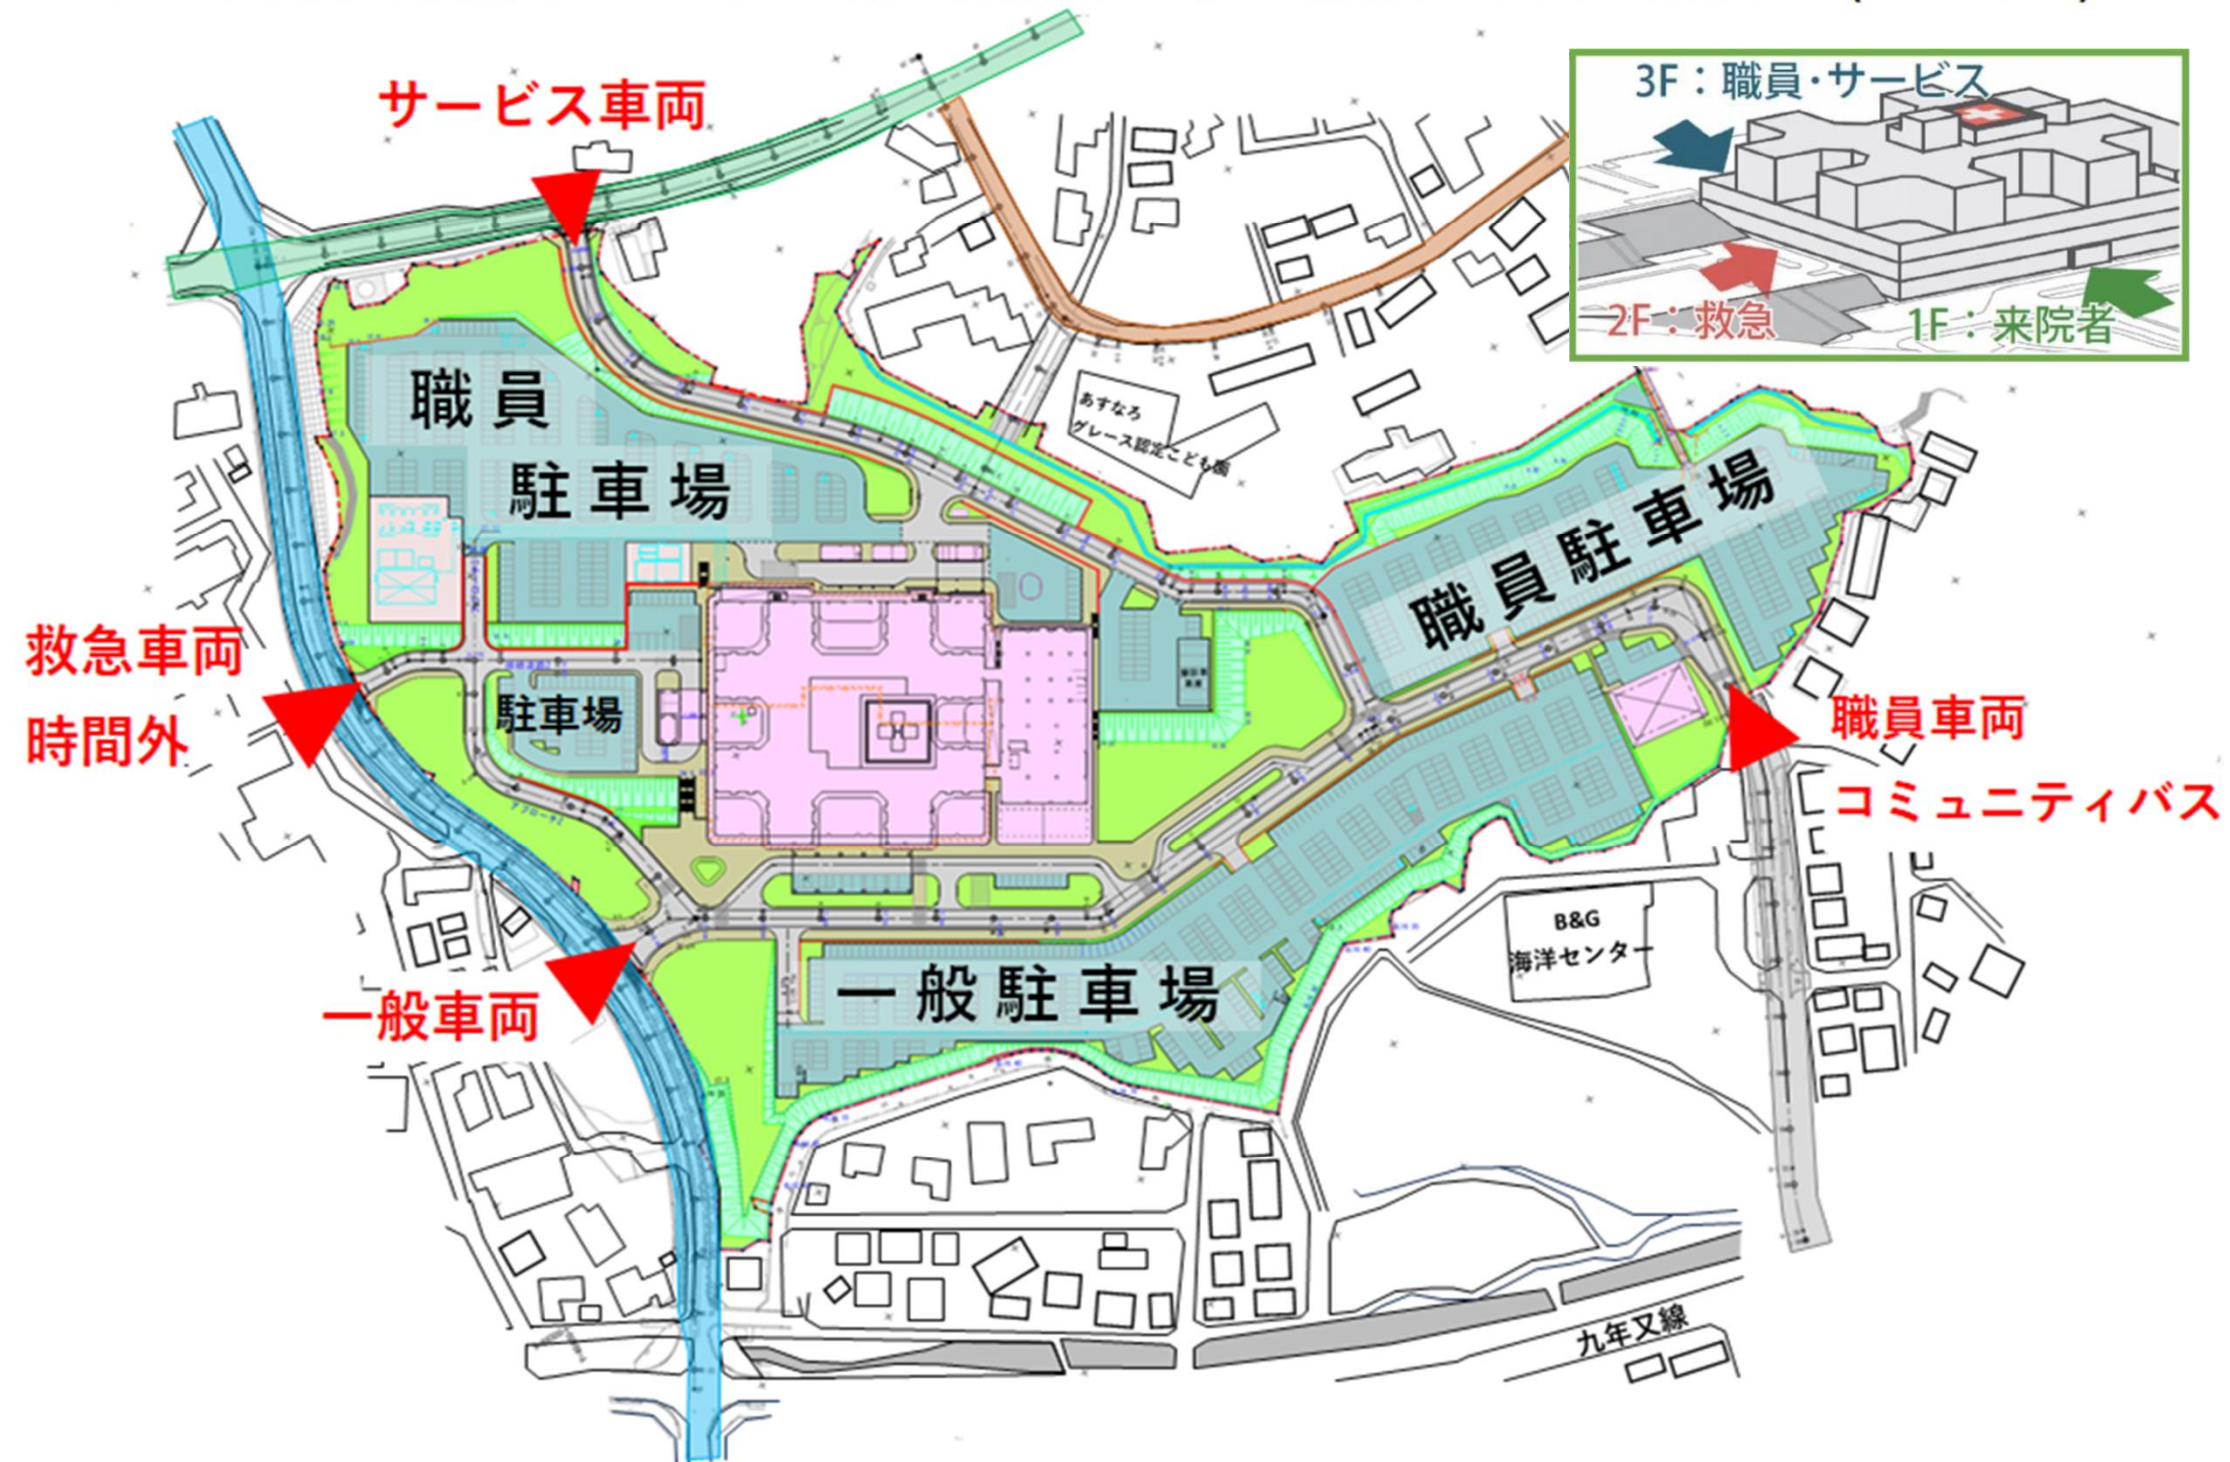 サービス車両
3F：職員･サービス
2F：救急
1F：来院者
職員
駐車場
あすなろ
グレース認定こども園
職員駐車場
救急車両
時間外
駐車場
職員車両
コミュニティバス
一般車両
一般駐車場
B&G
海洋センター
九年又線